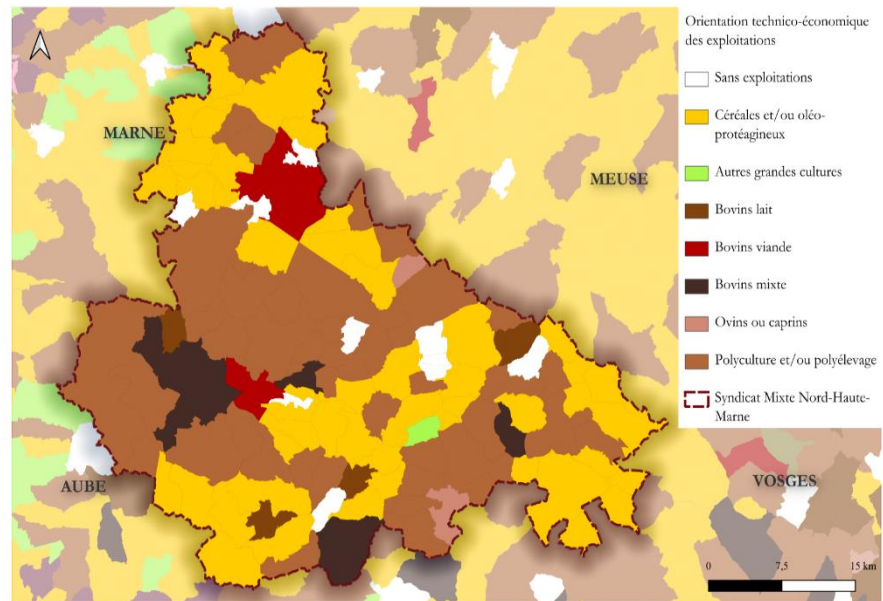 Orientation technico-économique
des exploitations
Sans exploitations
Céréales et/ou oléo-
protéagineux
Autres grandes cultures
Bovins lait
Bovins viande
Bovins mixte
Ovins ou caprins
Polyculture et/ou polyélevage
Syndicat Mixte Nord-Haute-
Marne
MARNE
MEUSE
AUBE
VOSGES
0 7,5 15 km